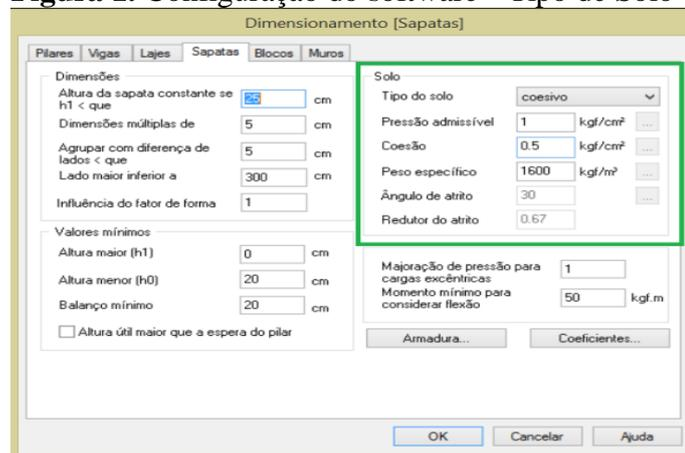 Dimensionamento [Sapatas]
Pilares Vigas Lajes Sapatas Blocos Muros
Dimensões
Altura da sapata constante se h1 < que 25 cm
Dimensões múltiplas de 5 cm
Agrupar com diferença de lados < que 5 cm
Lado maior inferior a 300 cm
Influência do fator de forma 1
Valores mínimos
Altura maior (h1) 0 cm
Altura menor (h0) 20 cm
Balanço mínimo 20 cm
Altura útil maior que a espera do pilar
Solo
Tipo do solo coesivo
Pressão admissível 1 kgf/cm² ...
Coesão 0.5 kgf/cm² ...
Peso específico 1600 kgf/m³ ...
Ângulo de atrito 30 ...
Redutor do atrito 0.67
Majoração de pressão para cargas excêntricas 1
Momento mínimo para considerar flexão 50 kgf.m
Armadura... Coeficientes...
OK Cancelar Ajuda